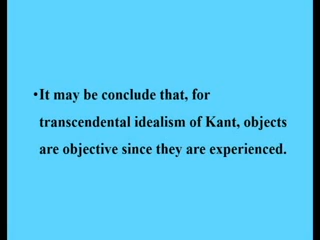 •It may be conclude that, for
transcendental idealism of Kant, objects
are objective since they are experienced.